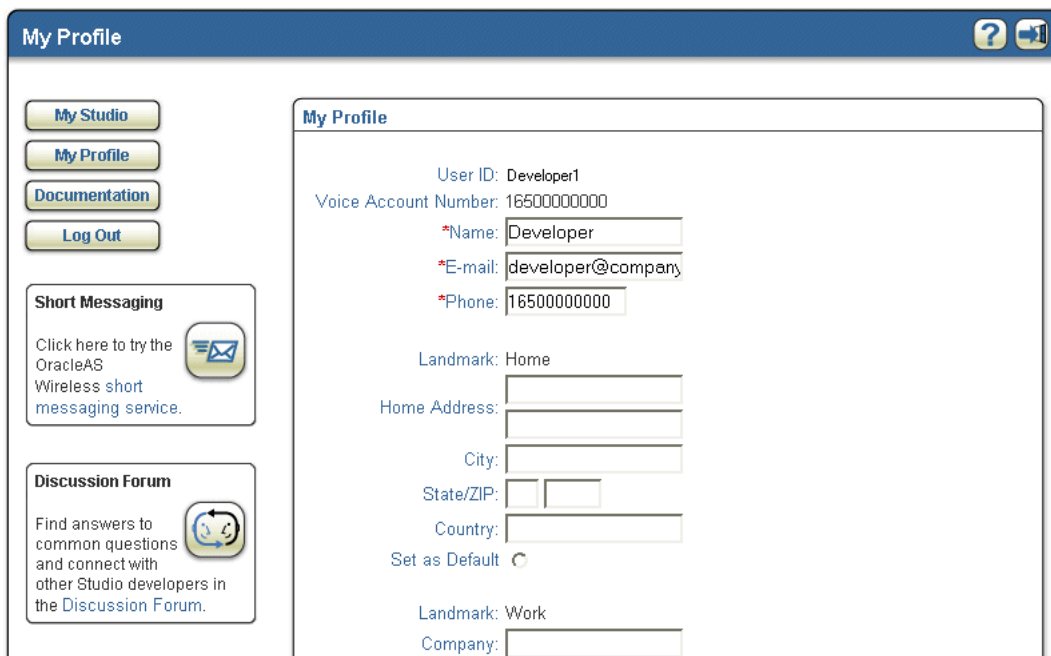 My Profile
?
My Studio
My Profile
Documentation
Log Out
Short Messaging
Click here to try the
OracleAS
Wireless short
messaging service.
Discussion Forum
Find answers to
common questions
and connect with
other Studio developers in
the Discussion Forum.
My Profile
User ID: Developer1
Voice Account Number: 16500000000
*Name: Developer
*E-mail: developer@company
*Phone: 16500000000
Landmark: Home
Home Address:
City:
State/ZIP:
Country:
Set as Default
Landmark: Work
Company: